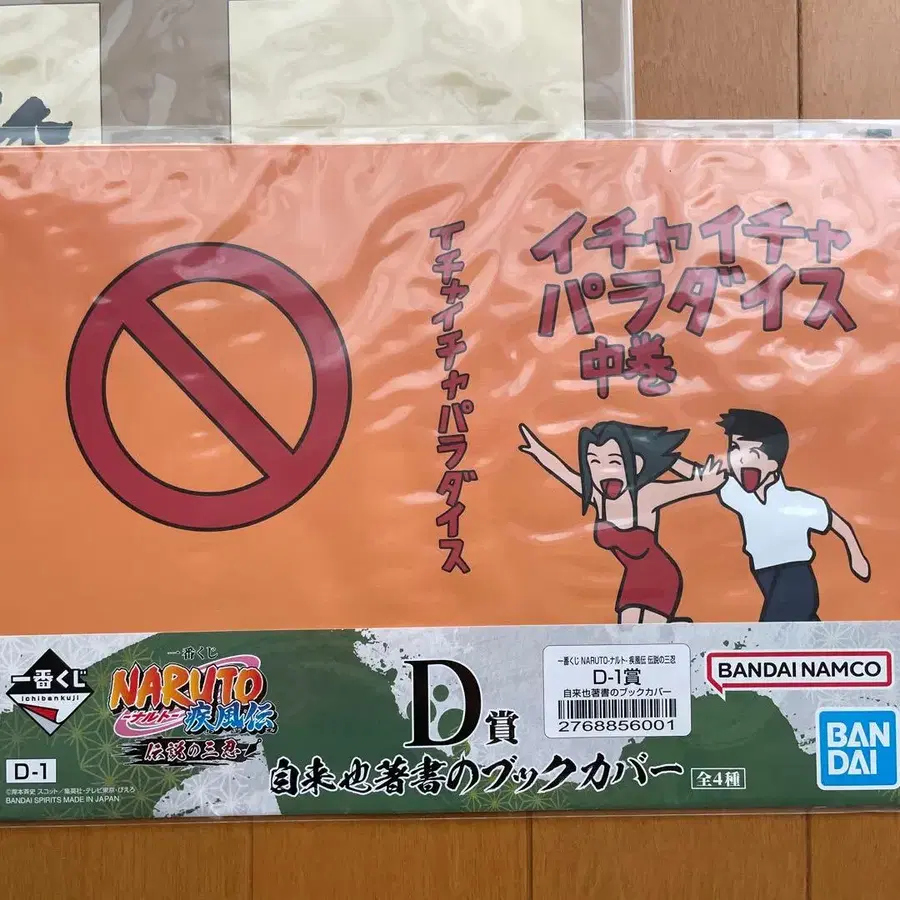 イチャイチャパラダイス
イチャイチャ
パラダイス
中巻
一番くじ
ichibankuji
D-1
一番くじ
NARUTO
-ナルト-
疾風伝
伝説の三忍
©岸本斉史 スコット／集英社・テレビ東京・ぴえろ
BANDAI SPIRITS MADE IN JAPAN
D賞
自来也著書のブックカバー
全4種
一番くじ NARUTO-ナルト- 疾風伝 伝説の三忍
D-1賞
自来也著書のブックカバー
2768856001
BANDAI NAMCO
BAN
DAI